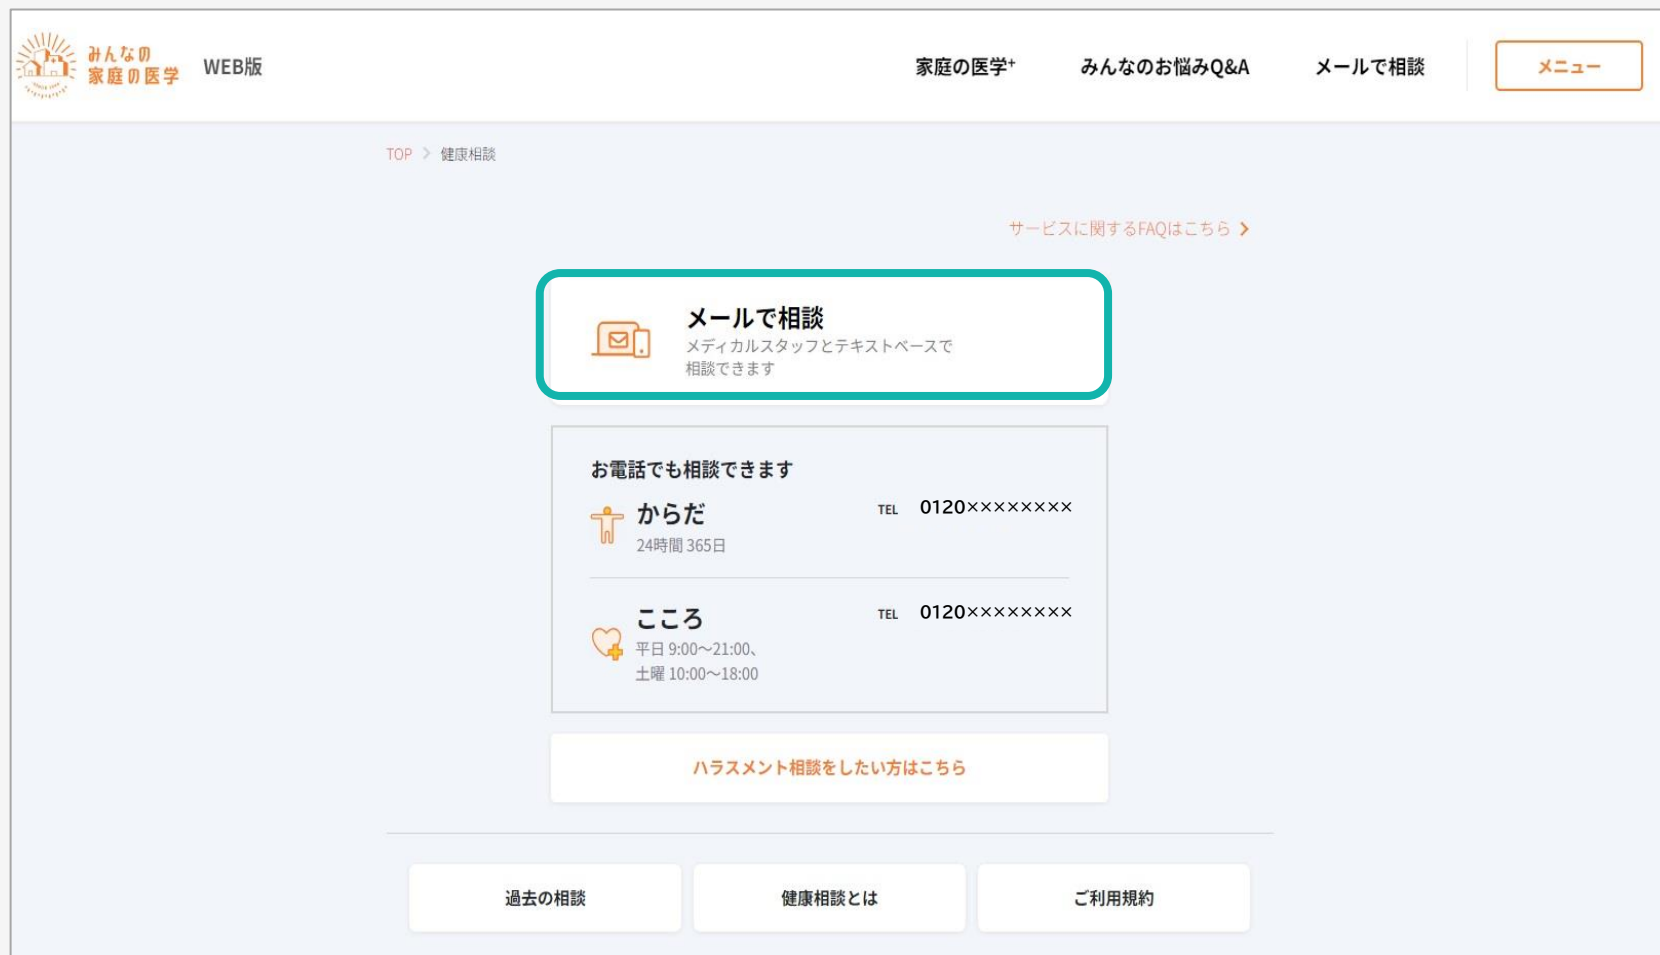 みんなの
家庭の医学
WEB版
家庭の医学+
みんなのお悩みQ&A
メールで相談
メニュー
TOP > 健康相談
サービスに関するFAQはこちら
メールで相談
メディカルスタッフとテキストベースで
相談できます
お電話でも相談できます
からだ
TEL 0120××××××××
24時間 365日
こころ
TEL 0120××××××××
平日 9:00〜21:00、
土曜 10:00〜18:00
ハラスメント相談をしたい方はこちら
過去の相談
健康相談とは
ご利用規約